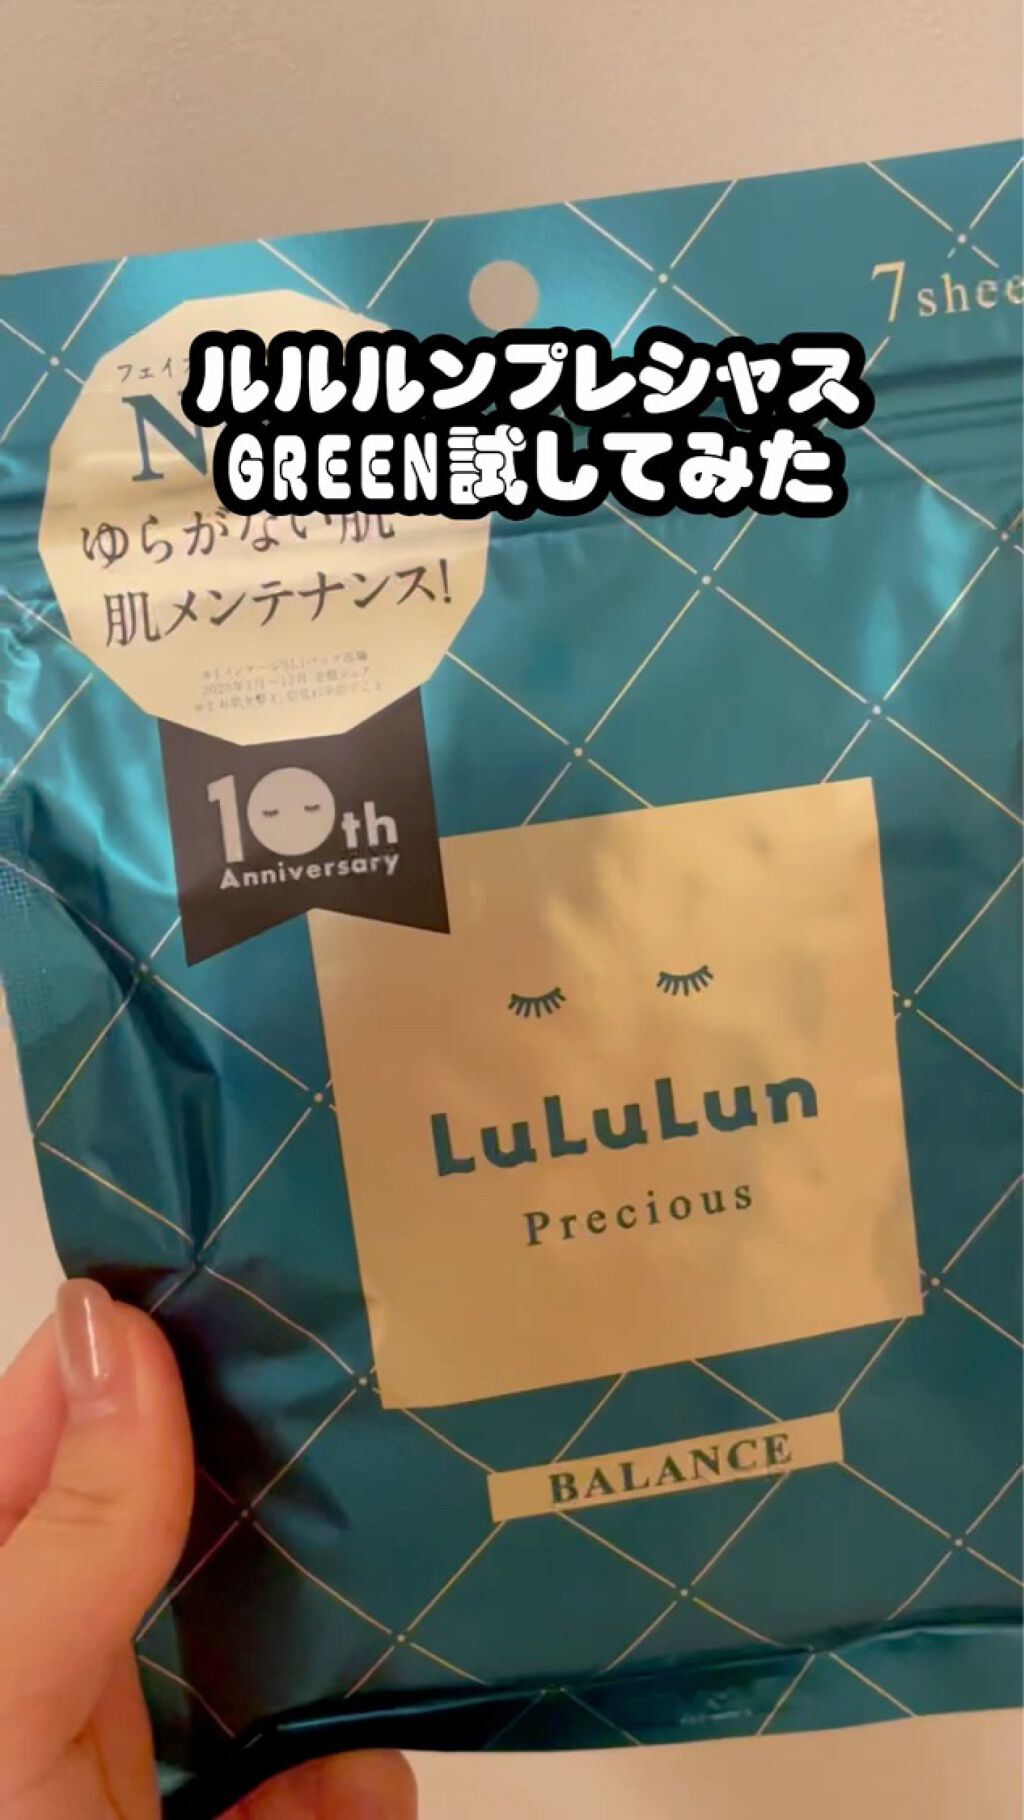 7 shee
フェイ
ルルルンプレシャス
N
GREEN試してみた
ゆらがない肌
肌メンテナンス!
10th
Anniversary
LuLuLun
Precious
BALANCE